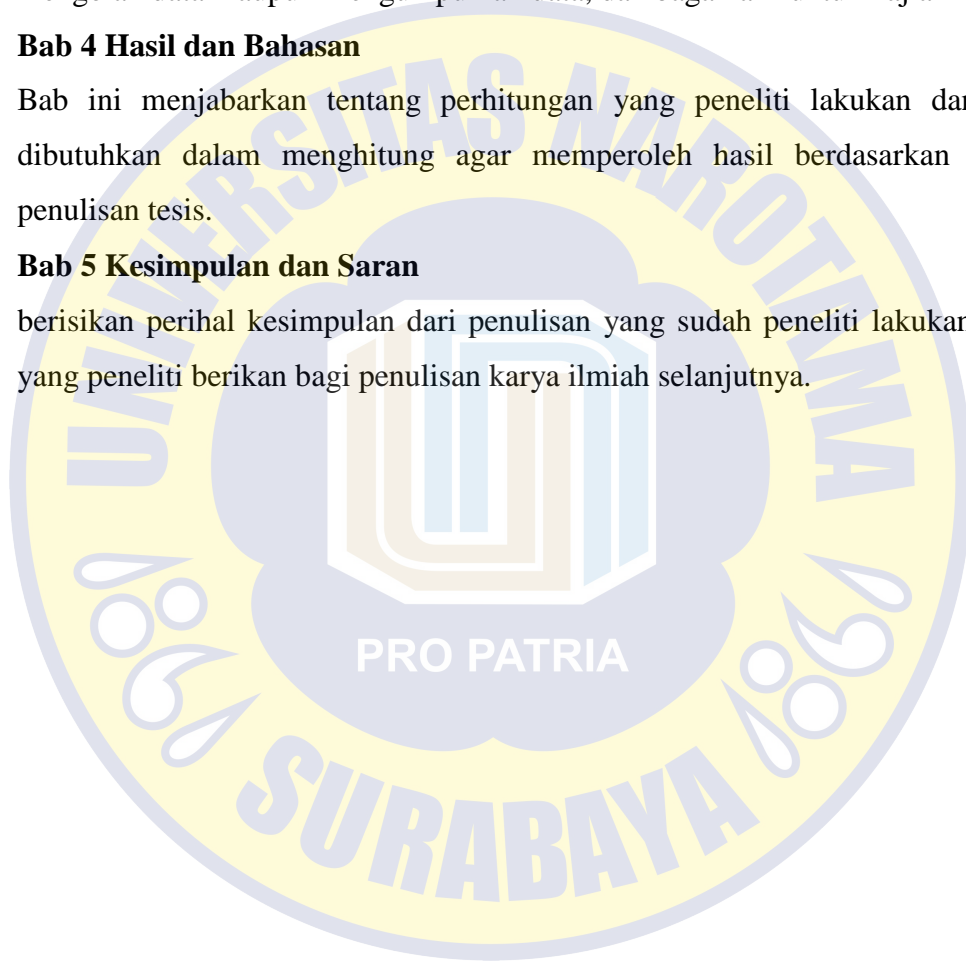 Bab 4 Hasil dan Bahasan
Bab ini menjabarkan tentang perhitungan yang peneliti lakukan dan
dibutuhkan dalam menghitung agar memperoleh hasil berdasarkan
penulisan tesis.
Bab 5 Kesimpulan dan Saran
berisikan perihal kesimpulan dari penulisan yang sudah peneliti lakukan
yang peneliti berikan bagi penulisan karya ilmiah selanjutnya.
UNIVERSITAS NAROTAMA
PRO PATRIA
SURABAYA